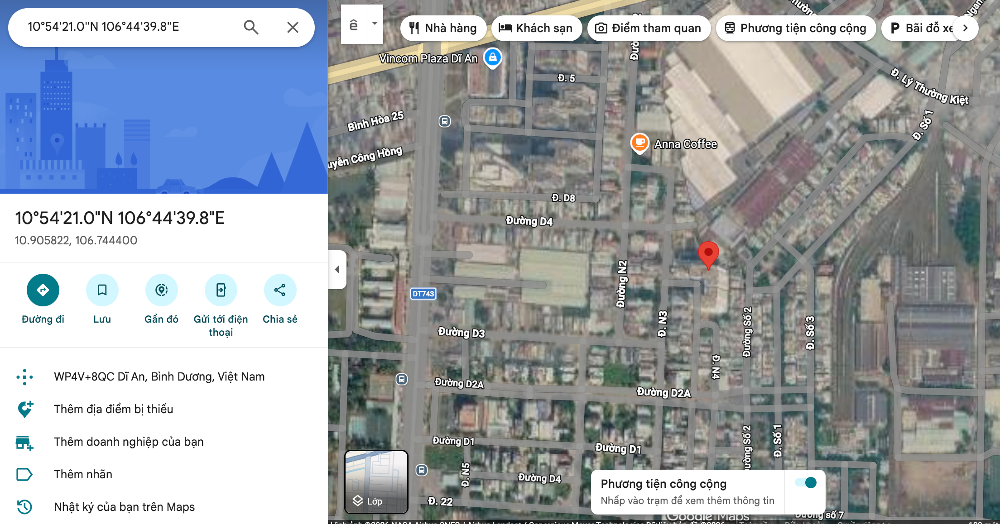 10°54'21.0"N 106°44'39.8"E
ê
Nhà hàng
Khách sạn
Điểm tham quan
Phương tiện công cộng
Bãi đỗ xe
Vincom Plaza Dĩ An
Đ. 5
Đ. Lý Thường Kiệt
Bình Hòa 25
Đ. Số 1
Anna Coffee
Công Hồng
Đ. D8
Đường D4
10°54'21.0"N 106°44'39.8"E
10.905822, 106.744400
Đường đi
Lưu
Gần đó
Gửi tới điện
thoại
Chia sẻ
Đường N2
DT743
Đ. N3
Đường Số 2
Đ. Số 3
Đường D3
Đ. N4
WP4V+8QC Dĩ An, Bình Dương, Việt Nam
Thêm địa điểm bị thiếu
Thêm doanh nghiệp của bạn
Thêm nhãn
Nhật ký của bạn trên Maps
Đường D2A
Đường D2A
Đường D1
Đường D1
Số 2
Đ. Số 1
Đ. N5
Đường D4
Đ. 22
Lớp
Phương tiện công cộng
Nhấp vào trạm để xem thêm thông tin
Google Maps
Đường số 7